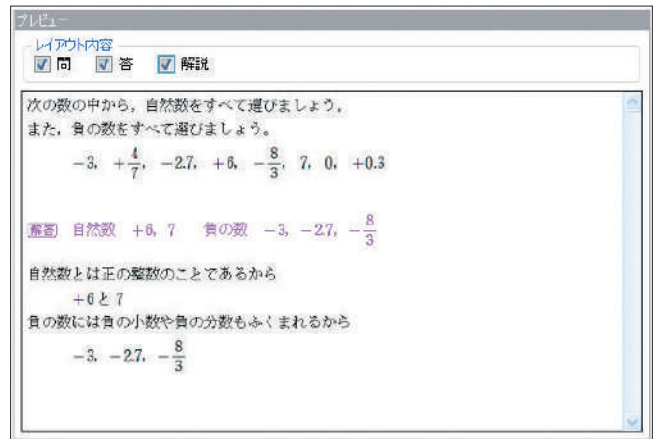 プレビュー
レイアウト内容
問 答 解説
次の数の中から，自然数をすべて選びましょう。
また，負の数をすべて選びましょう。
−3, +4/7, −2.7, +6, −8/3, 7, 0, +0.3
解答 自然数 +6, 7 負の数 −3, −2.7, −8/3
自然数とは正の整数のことであるから
+6と7
負の数には負の小数や負の分数もふくまれるから
−3, −2.7, −8/3